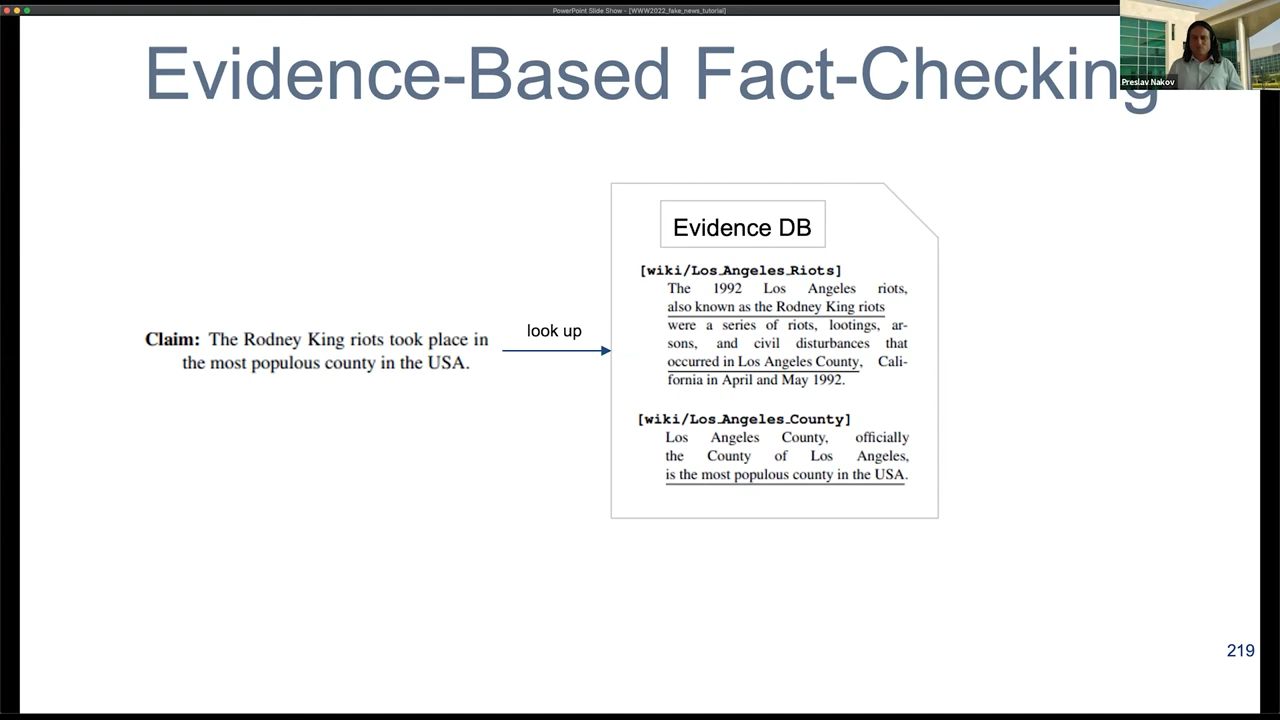 PowerPoint Slide Show - [WWW2022_fake_news_tutorial]
Evidence-Based Fact-Checking
Preslav Nakov
Evidence DB
[wiki/Los_Angeles_Riots]
The 1992 Los Angeles riots,
also known as the Rodney King riots
were a series of riots, lootings, ar-
sons, and civil disturbances that
occurred in Los Angeles County, Cali-
fornia in April and May 1992.
Claim: The Rodney King riots took place in
the most populous county in the USA.
look up
[wiki/Los_Angeles_County]
Los Angeles County, officially
the County of Los Angeles,
is the most populous county in the USA.
219